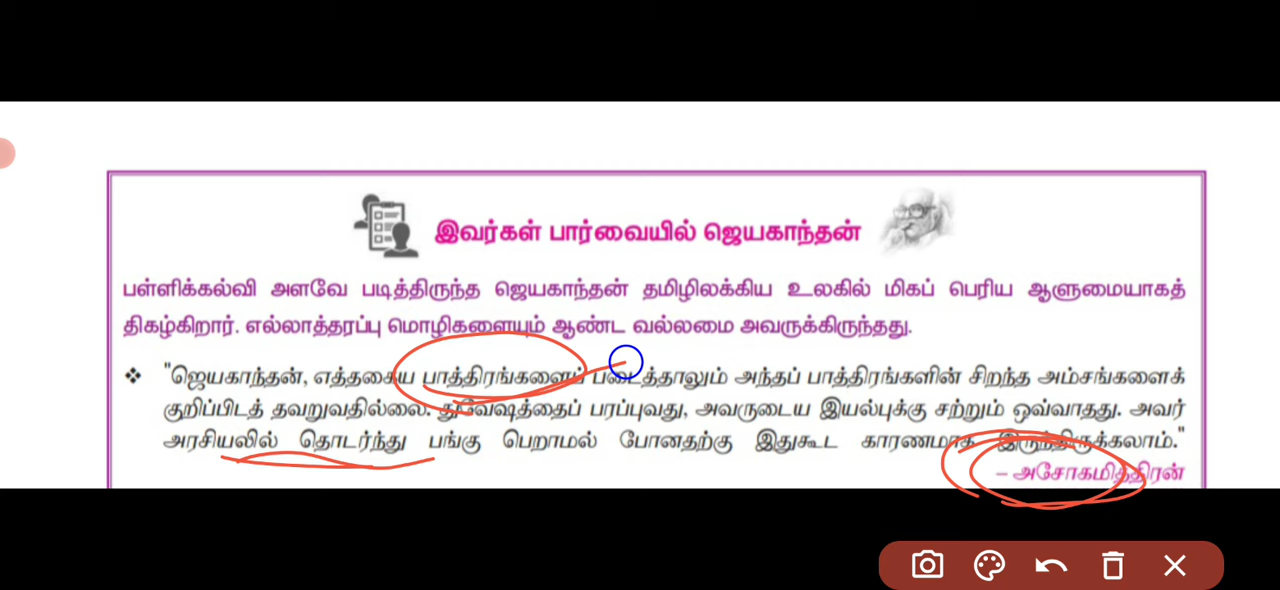 இவர்கள் பார்வையில் ஜெயகாந்தன்
பள்ளிக்கல்வி அளவே படித்திருந்த ஜெயகாந்தன் தமிழிலக்கிய உலகில் மிகப் பெரிய ஆளுமையாகத்
திகழ்கிறார். எல்லாத்தரப்பு மொழிகளையும் ஆண்ட வல்லமை அவருக்கிருந்தது.
❖ "ஜெயகாந்தன், எத்தகைய பாத்திரங்களைப் படைத்தாலும் அந்தப் பாத்திரங்களின் சிறந்த அம்சங்களைக்
குறிப்பிடத் தவறுவதில்லை. துவேஷத்தைப் பரப்புவது, அவருடைய இயல்புக்கு சற்றும் ஒவ்வாதது. அவர்
அரசியலில் தொடர்ந்து பங்கு பெறாமல் போனதற்கு இதுகூட காரணமாக இருந்திருக்கலாம்."
– அசோகமித்திரன்